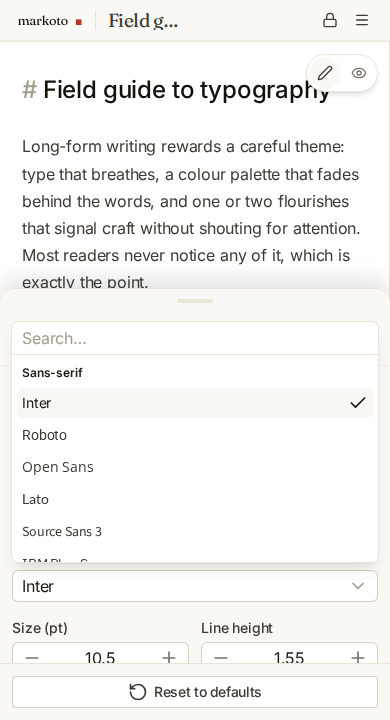 markoto
Field g...
# Field guide to typography
Long-form writing rewards a careful theme:
type that breathes, a colour palette that fades
behind the words, and one or two flourishes
that signal craft without shouting for attention.
Most readers never notice any of it, which is
exactly the point.
Search...
Sans-serif
Inter
Roboto
Open Sans
Lato
Source Sans 3
Inter
Size (pt)
Line height
10.5
1.55
Reset to defaults